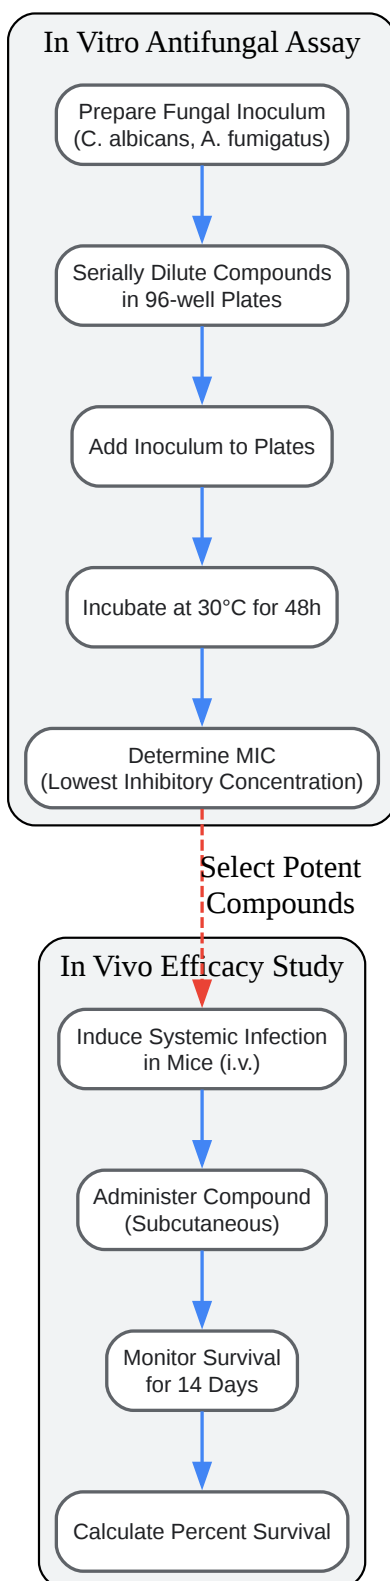 In Vitro Antifungal Assay
Prepare Fungal Inoculum
(C. albicans, A. fumigatus)
Serially Dilute Compounds
in 96-well Plates
Add Inoculum to Plates
Incubate at 30°C for 48h
Determine MIC
(Lowest Inhibitory Concentration)
Select Potent
Compounds
In Vivo Efficacy Study
Induce Systemic Infection
in Mice (i.v.)
Administer Compound
(Subcutaneous)
Monitor Survival
for 14 Days
Calculate Percent Survival